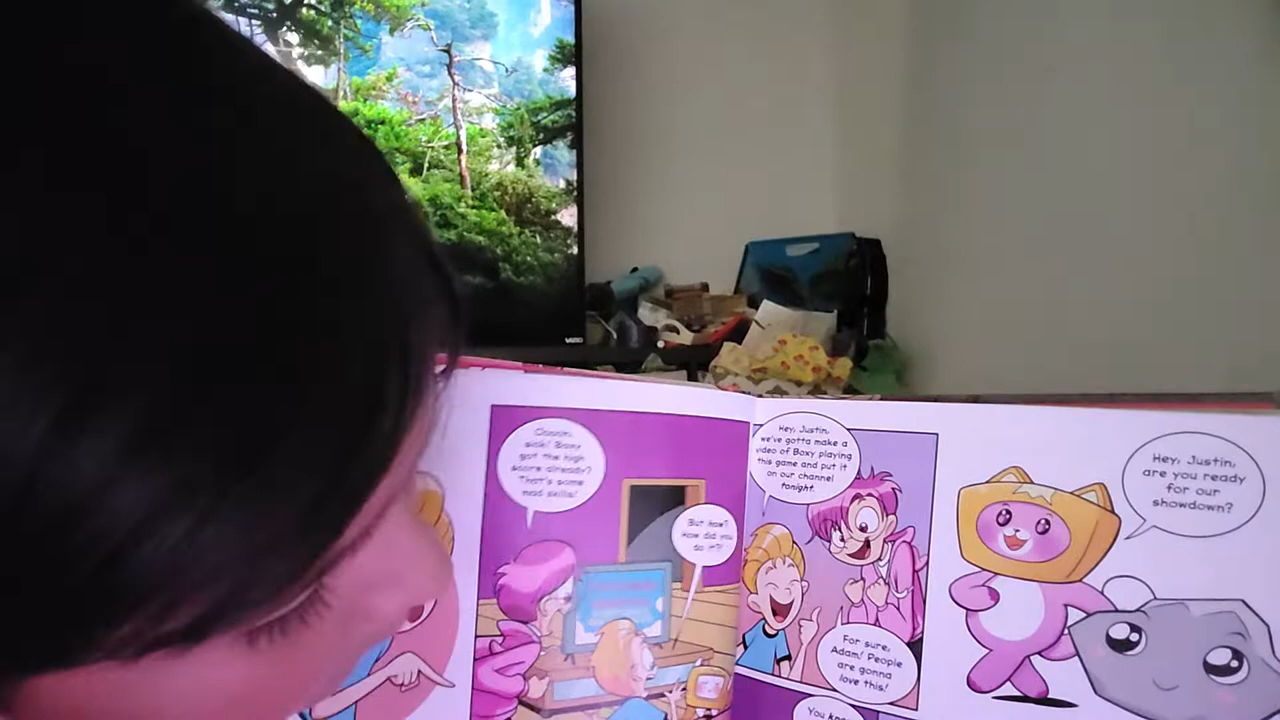 VIZIO
Ooooh,
sick! Boxy
got the high
score already?
That's some
mad skills!
But how?
How did you
do it?!
Hey, Justin,
we've gotta make a
video of Boxy playing
this game and put it
on our channel
tonight.
For sure,
Adam! People
are gonna
love this!
You
Hey, Justin,
are you ready
for our
showdown?